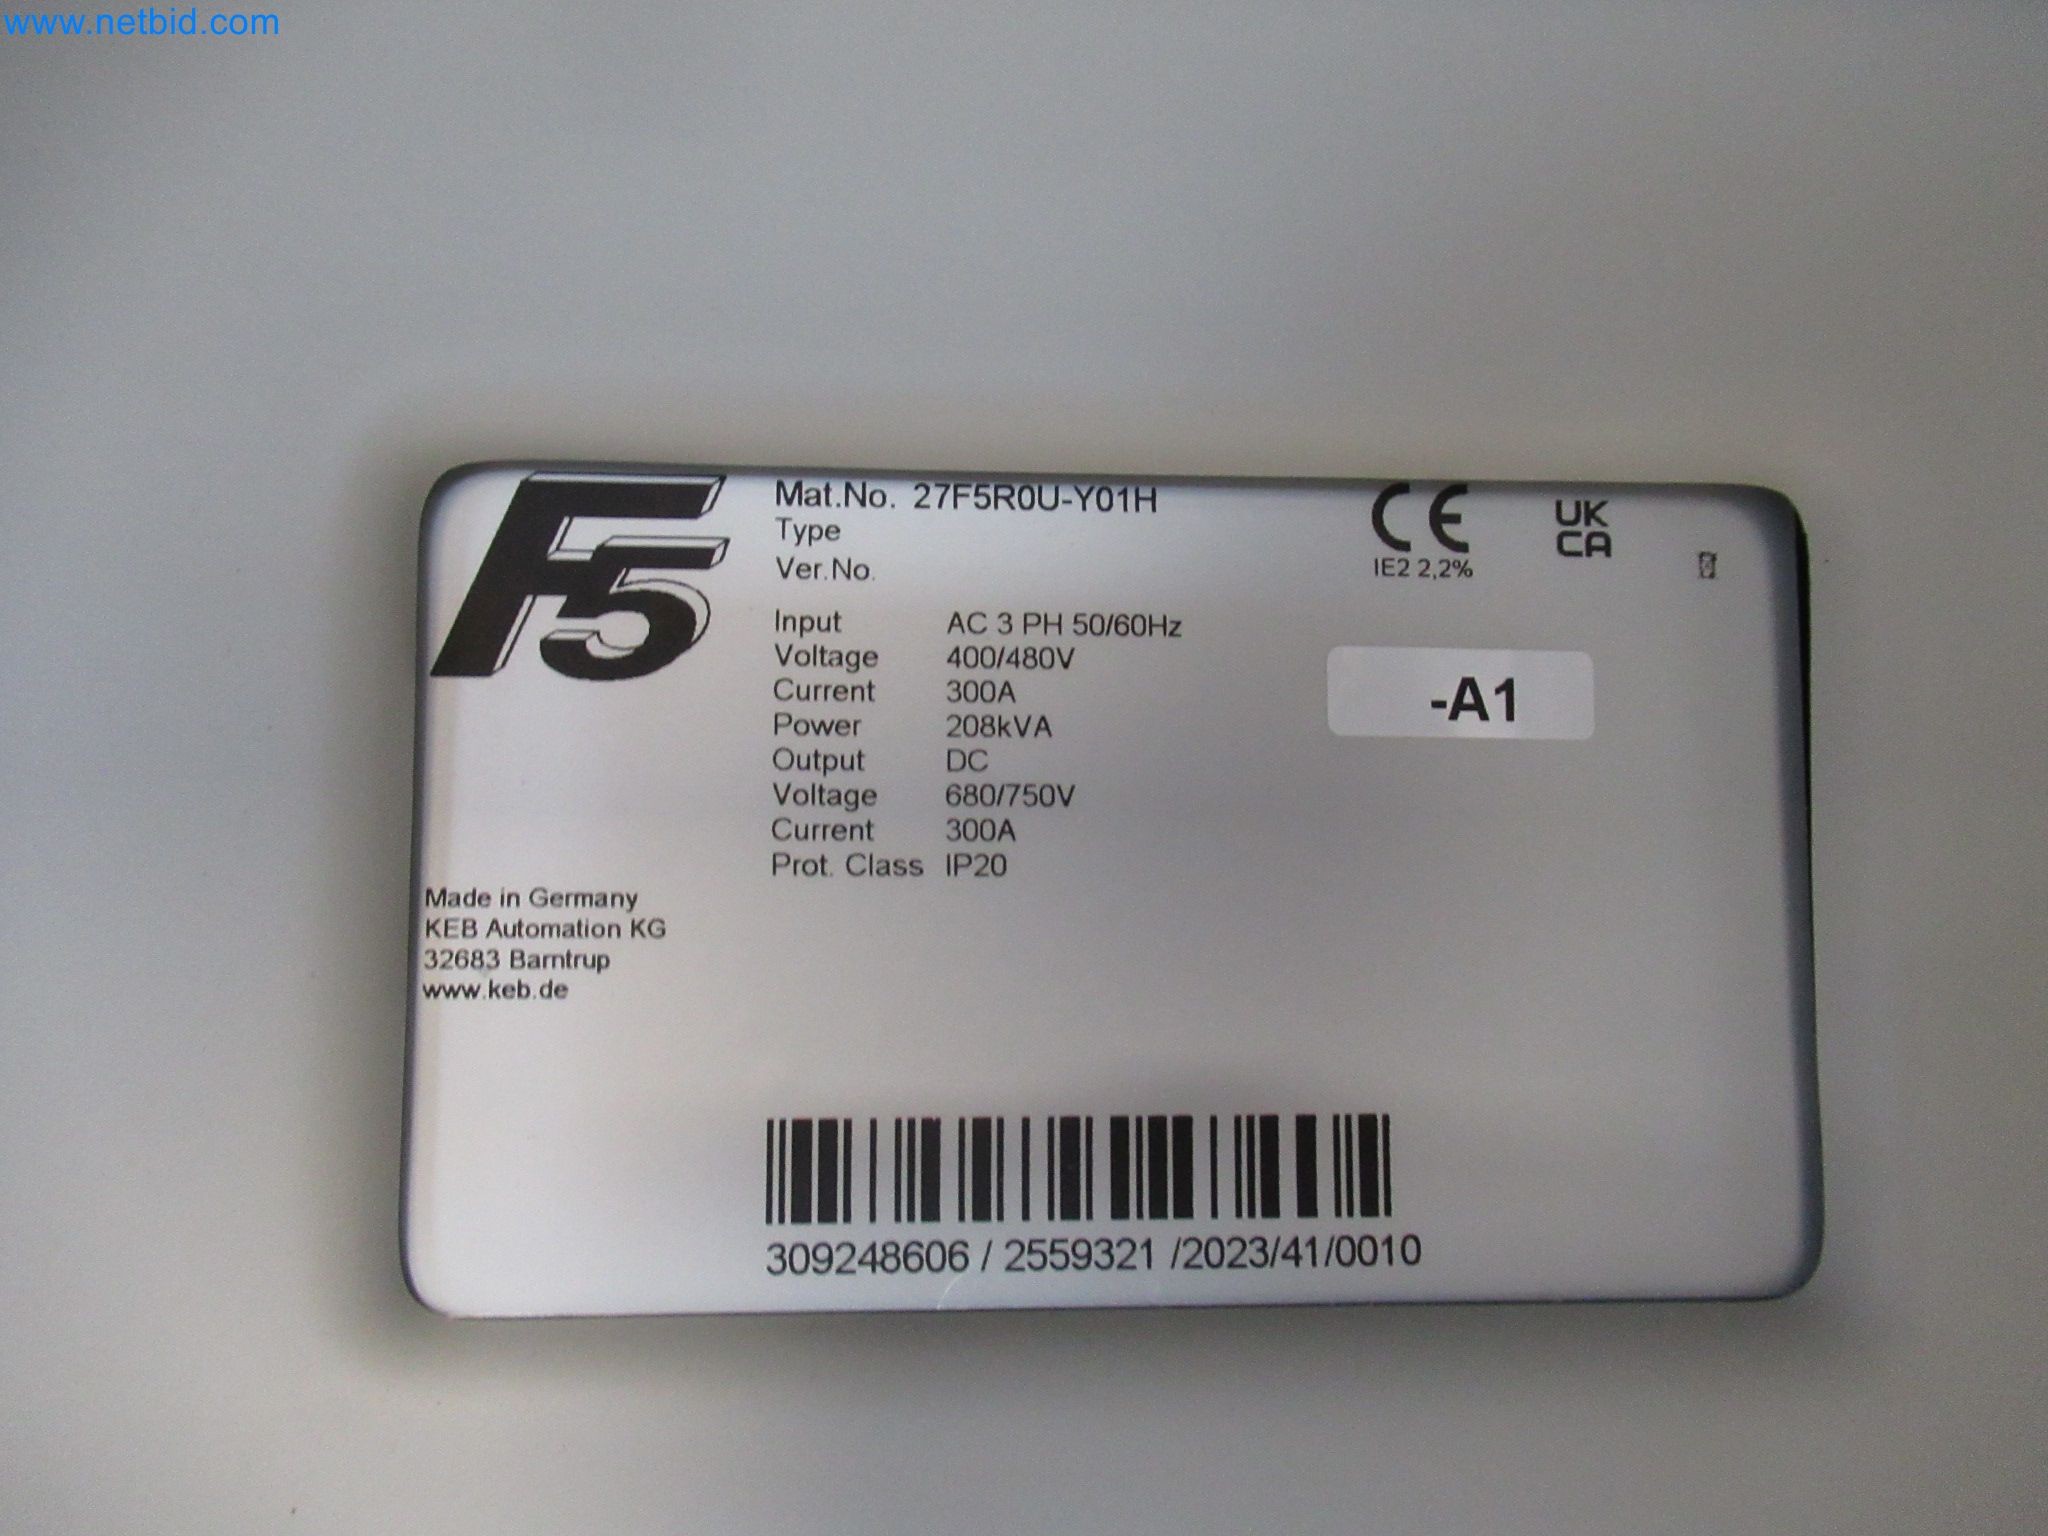 www.netbid.com
F5
Mat.No. 27F5R0U-Y01H
Type
Ver.No.
CE
IE2 2,2%
UK
CA
Input AC 3 PH 50/60Hz
Voltage 400/480V
Current 300A
Power 208kVA
Output DC
Voltage 680/750V
Current 300A
Prot. Class IP20
-A1
Made in Germany
KEB Automation KG
32683 Barntrup
www.keb.de
309248606 / 2559321 /2023/41/0010